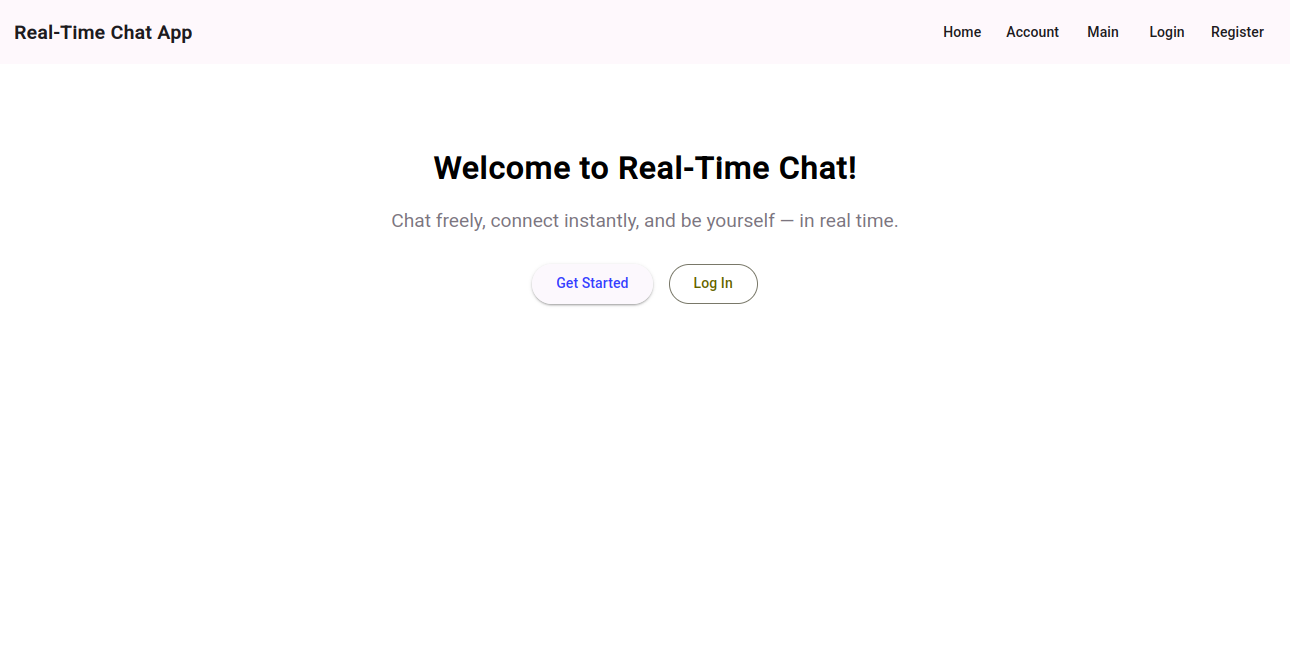 Real-Time Chat App
Home Account Main Login Register
Welcome to Real-Time Chat!
Chat freely, connect instantly, and be yourself — in real time.
Get Started Log In